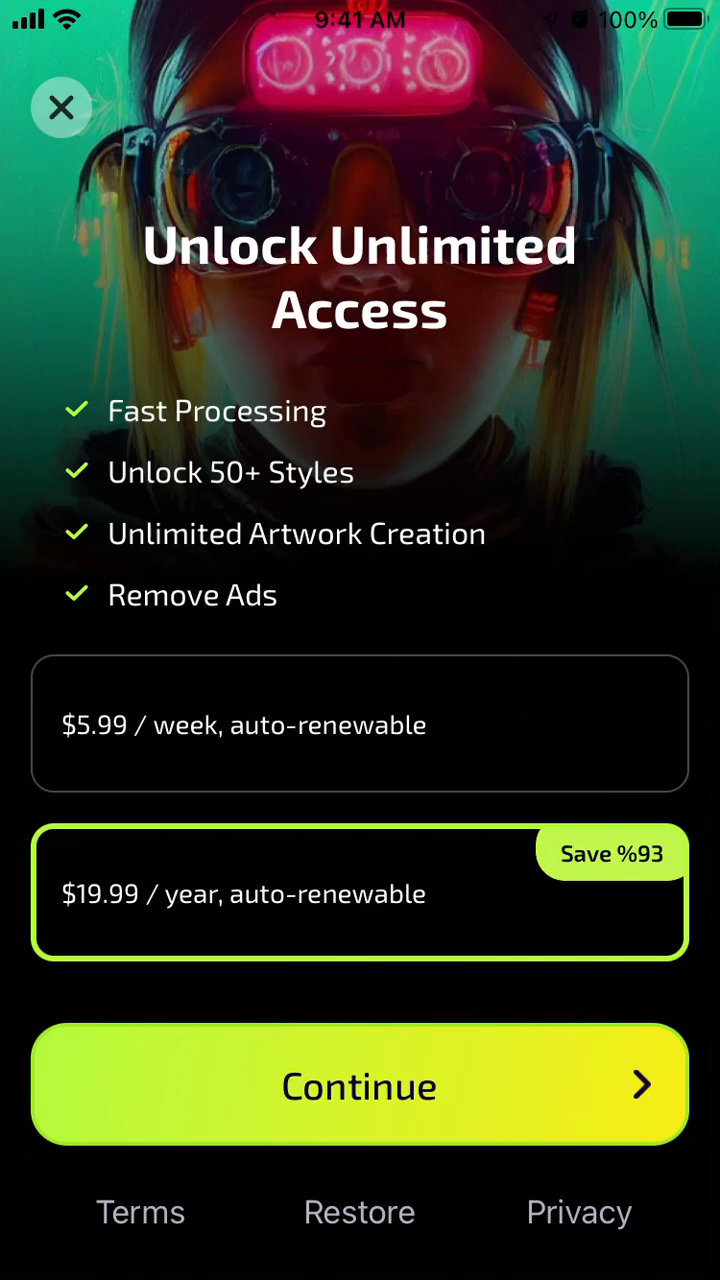 9:41 AM
100%
Unlock Unlimited
Access
Fast Processing
Unlock 50+ Styles
Unlimited Artwork Creation
Remove Ads
$5.99 / week, auto-renewable
Save %93
$19.99 / year, auto-renewable
Continue
Terms
Restore
Privacy